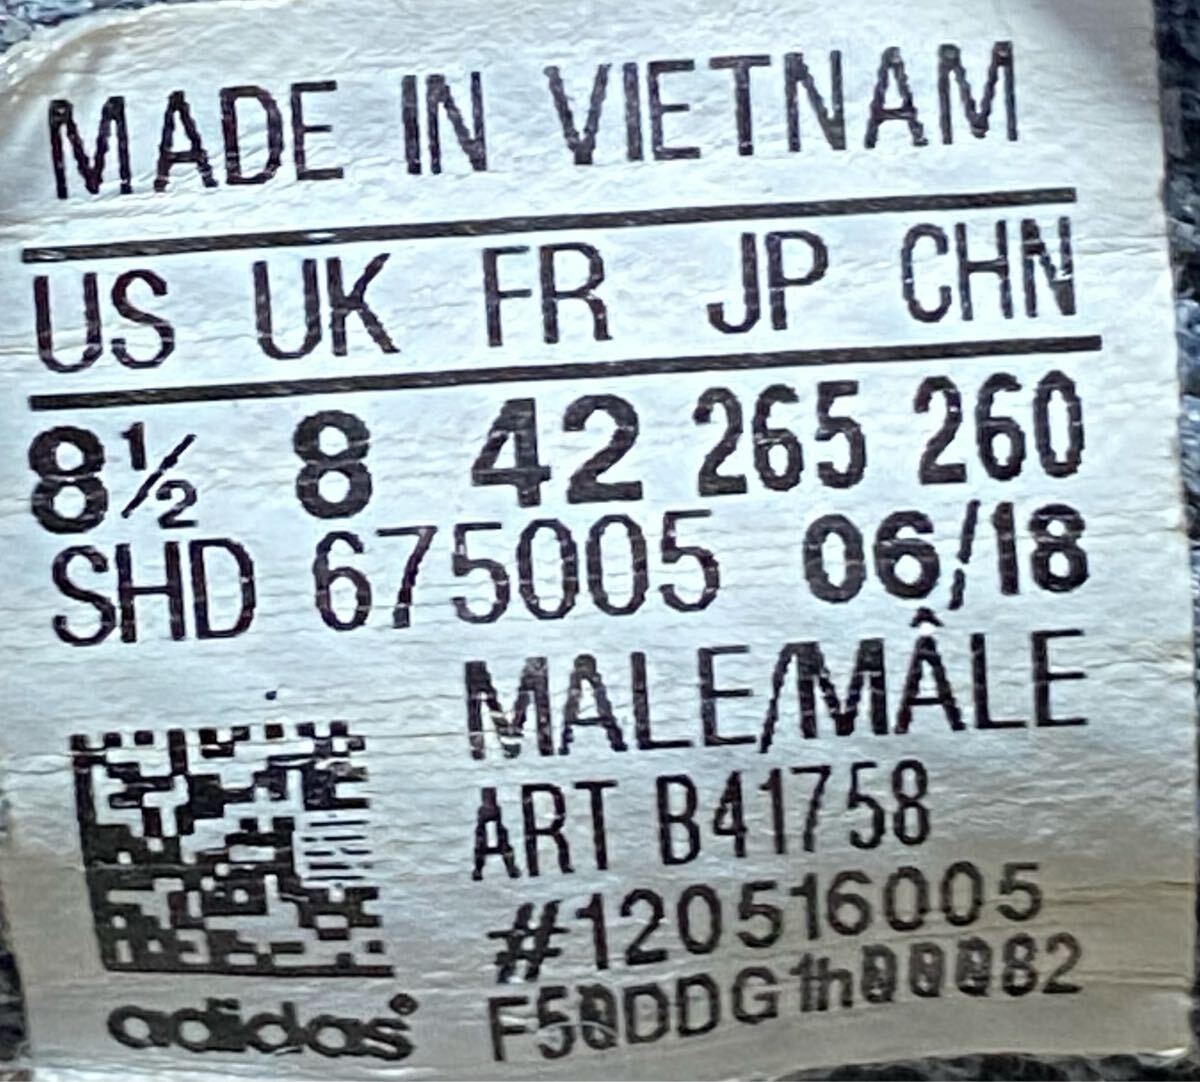 MADE IN VIETNAM
US UK FR JP CHN
8½ 8 42 265 260
SHD 675005 06/18
MALE/MÂLE
ART B41758
#120516005
adidas